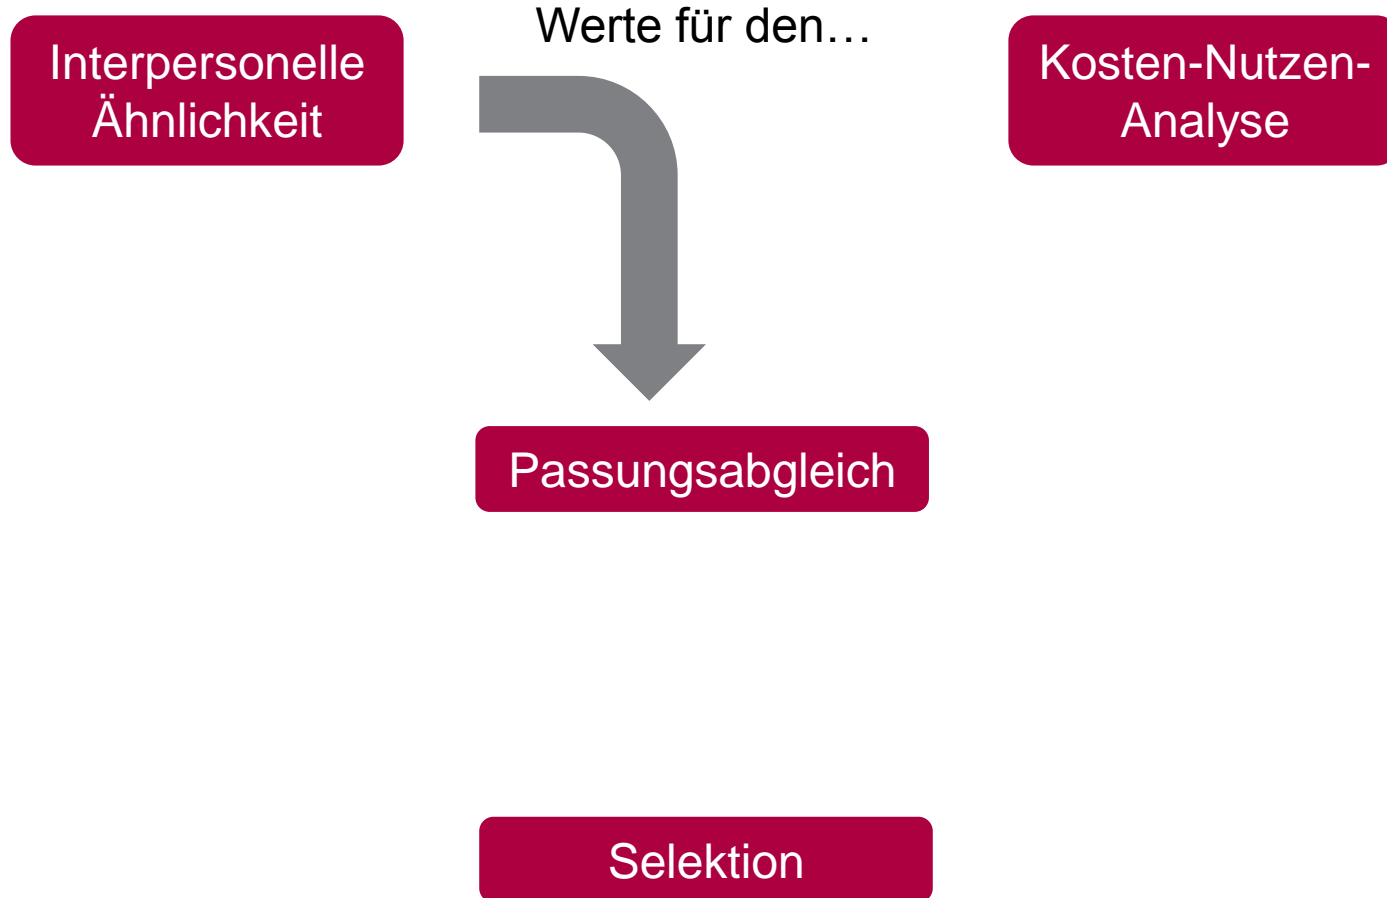 Werte für den…
Interpersonelle
Ähnlichkeit
Kosten-Nutzen-
Analyse
Passungsabgleich
Selektion